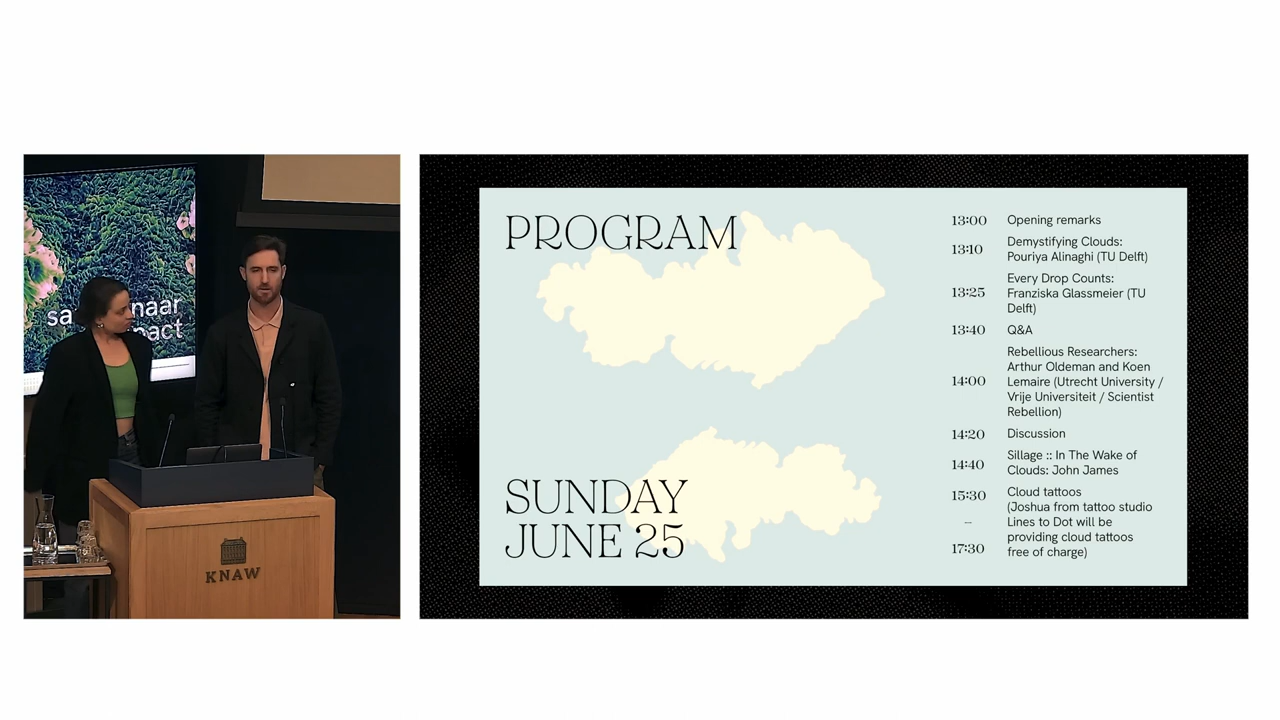 sa naar
pact
KNAW
PROGRAM
SUNDAY
JUNE 25
13:00 Opening remarks
13:10 Demystifying Clouds:
Pouriya Alinaghi (TU Delft)
13:25 Every Drop Counts:
Franziska Glassmeier (TU
Delft)
13:40 Q&A
14:00 Rebellious Researchers:
Arthur Oldeman and Koen
Lemaire (Utrecht University /
Vrije Universiteit / Scientist
Rebellion)
14:20 Discussion
14:40 Sillage :: In The Wake of
Clouds: John James
15:30 – 17:30 Cloud tattoos
(Joshua from tattoo studio
Lines to Dot will be
providing cloud tattoos
free of charge)